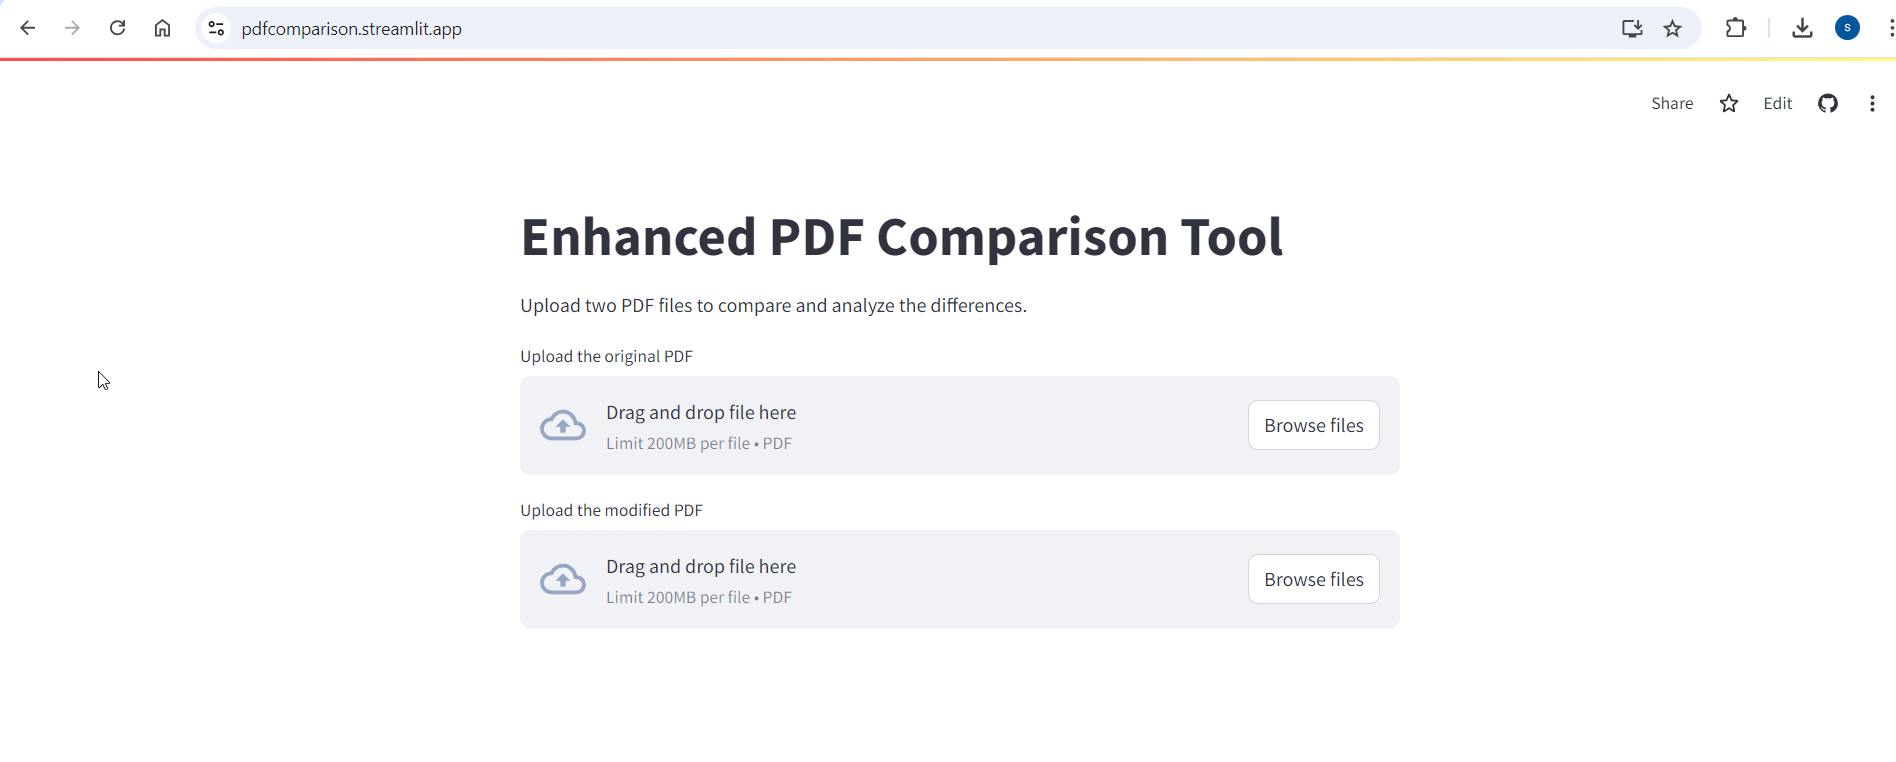 pdfcomparison.streamlit.app
S
Share Edit
Enhanced PDF Comparison Tool
Upload two PDF files to compare and analyze the differences.
Upload the original PDF
Drag and drop file here
Limit 200MB per file • PDF
Browse files
Upload the modified PDF
Drag and drop file here
Limit 200MB per file • PDF
Browse files